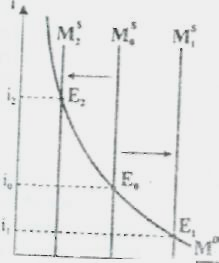 i
M₂ˢ M₀ˢ M₁ˢ
i₂ E₂
i₀ E₀
i₁ E₁
Mᴰ